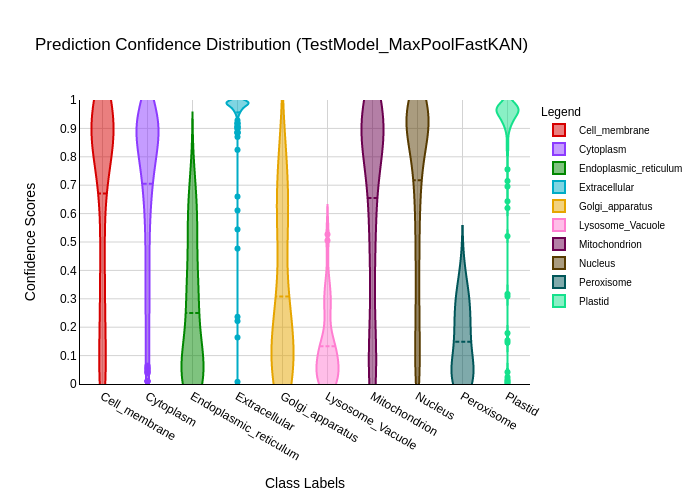 Prediction Confidence Distribution (TestModel_MaxPoolFastKAN)
Legend
Cell_membrane
Cytoplasm
Endoplasmic_reticulum
Extracellular
Golgi_apparatus
Lysosome_Vacuole
Mitochondrion
Nucleus
Peroxisome
Plastid
Confidence Scores
1
0.9
0.8
0.7
0.6
0.5
0.4
0.3
0.2
0.1
0
Cell_membrane
Cytoplasm
Endoplasmic_reticulum
Extracellular
Golgi_apparatus
Lysosome_Vacuole
Mitochondrion
Nucleus
Peroxisome
Plastid
Class Labels